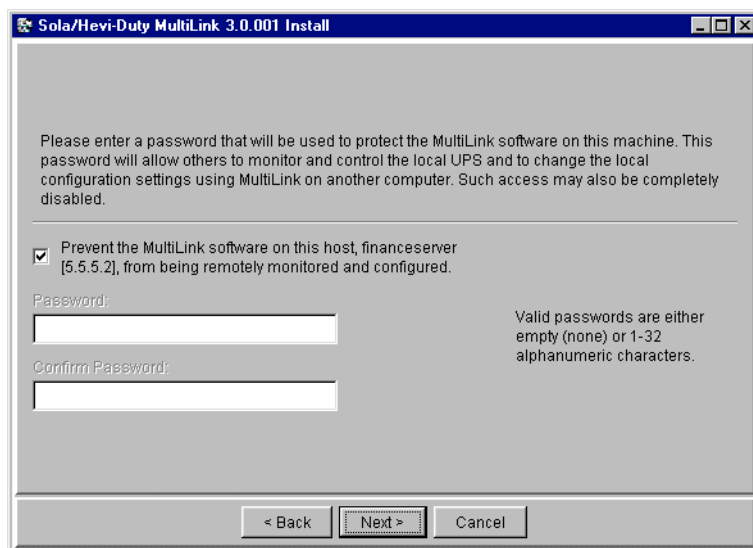 Sola/Hevi-Duty MultiLink 3.0.001 Install
Please enter a password that will be used to protect the MultiLink software on this machine. This
password will allow others to monitor and control the local UPS and to change the local
configuration settings using MultiLink on another computer. Such access may also be completely
disabled.
Prevent the MultiLink software on this host, financeserver
[5.5.5.2], from being remotely monitored and configured.
Password:
Valid passwords are either
empty (none) or 1-32
alphanumeric characters.
Confirm Password:
< Back
Next >
Cancel